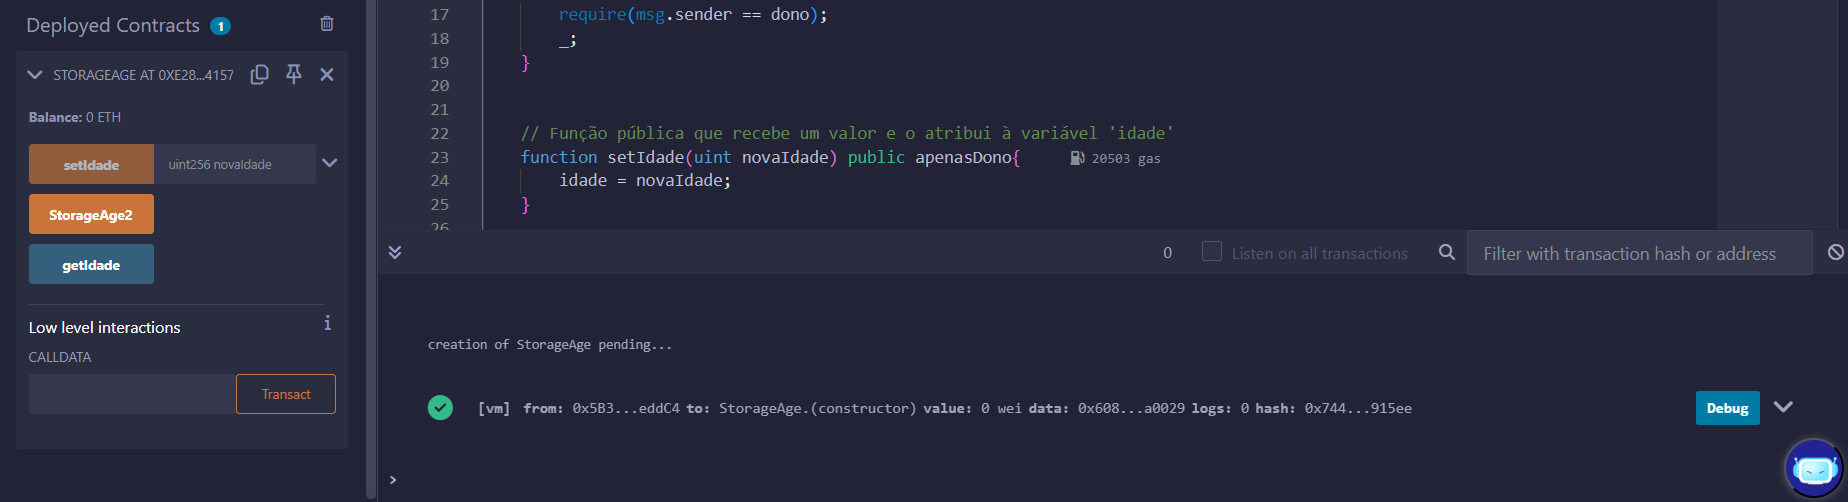 Deployed Contracts 1
STORAGEAGE AT 0XE28...4157
Balance: 0 ETH
setIdade uint256 novaIdade
StorageAge2
getIdade
Low level interactions i
CALLDATA
Transact
17 require(msg.sender == dono);
18 _;
19 }
20
21
22 // Função pública que recebe um valor e o atribui à variável 'idade'
23 function setIdade(uint novaIdade) public apenasDono{ 20503 gas
24 idade = novaIdade;
25 }
26
0 Listen on all transactions Filter with transaction hash or address
creation of StorageAge pending...
[vm] from: 0x5B3...eddC4 to: StorageAge.(constructor) value: 0 wei data: 0x608...a0029 logs: 0 hash: 0x744...915ee Debug
>